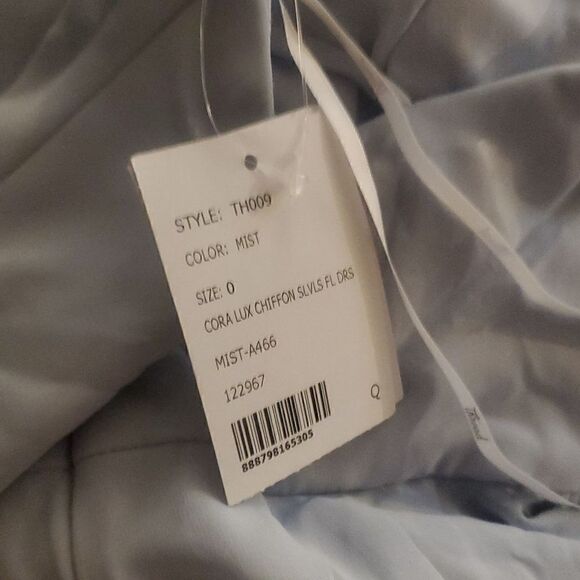 STYLE: TH009
COLOR: MIST
SIZE: 0
CORA LUX CHIFFON SLVLS FL DRS
MIST-A466
122967
Q
888798165305